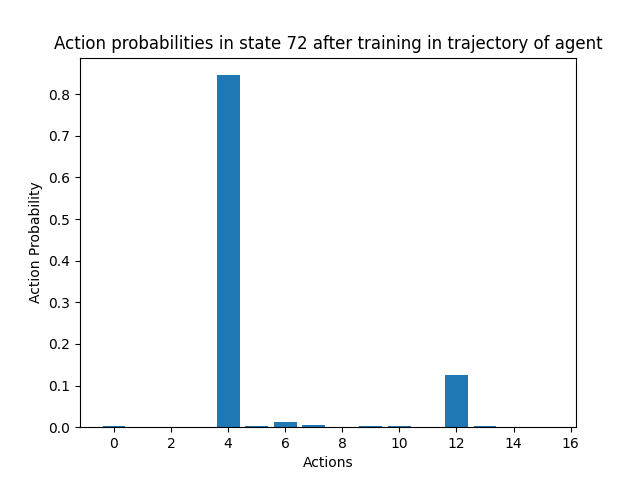 Action probabilities in state 72 after training in trajectory of agent
0.8
0.7
0.6
0.5
0.4
0.3
0.2
0.1
0.0
Action Probability
0 2 4 6 8 10 12 14 16
Actions